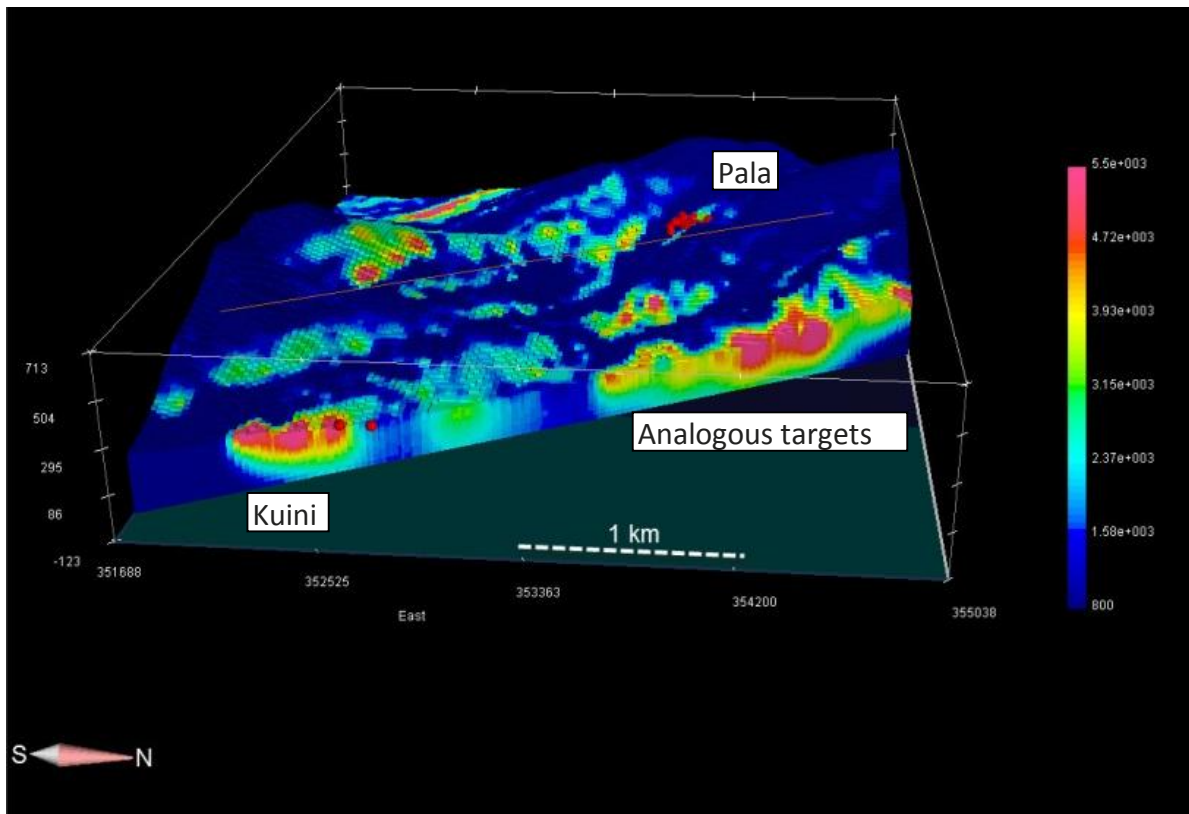 Pala
5.5e+003
4.72e+003
3.93e+003
3.15e+003
2.37e+003
1.58e+003
800
713
504
295
86
-123
Analogous targets
Kuini
1 km
351688
352525
353363
354200
355038
East
S N